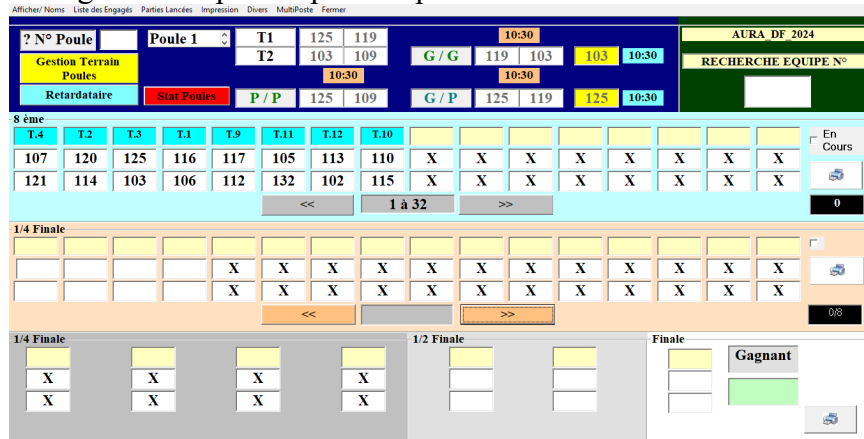 Afficher/ Noms Liste des Engagés Parties Lancées Impression Divers MultiPoste Fermer
? N° Poule Poule 1 T1 125 119 10:30 AURA_DF_2024
T2 103 109 G / G 119 103 103 10:30 RECHERCHE EQUIPE N°
Gestion Terrain
Poules
10:30 10:30
Retardataire Stat Poules P / P 125 109 G / P 125 119 125 10:30
8 ème
T.4 T.2 T.3 T.1 T.9 T.11 T.12 T.10 En
Cours
107 120 125 116 117 105 113 110 X X X X X X X
121 114 103 106 112 132 102 115 X X X X X X X
<< 1 à 32 >> 0
1/4 Finale
X X X X X X X X X X X
X X X X X X X X X X X
<< >> 0/8
1/4 Finale 1/2 Finale Finale
Gagnant
X X X X
X X X X